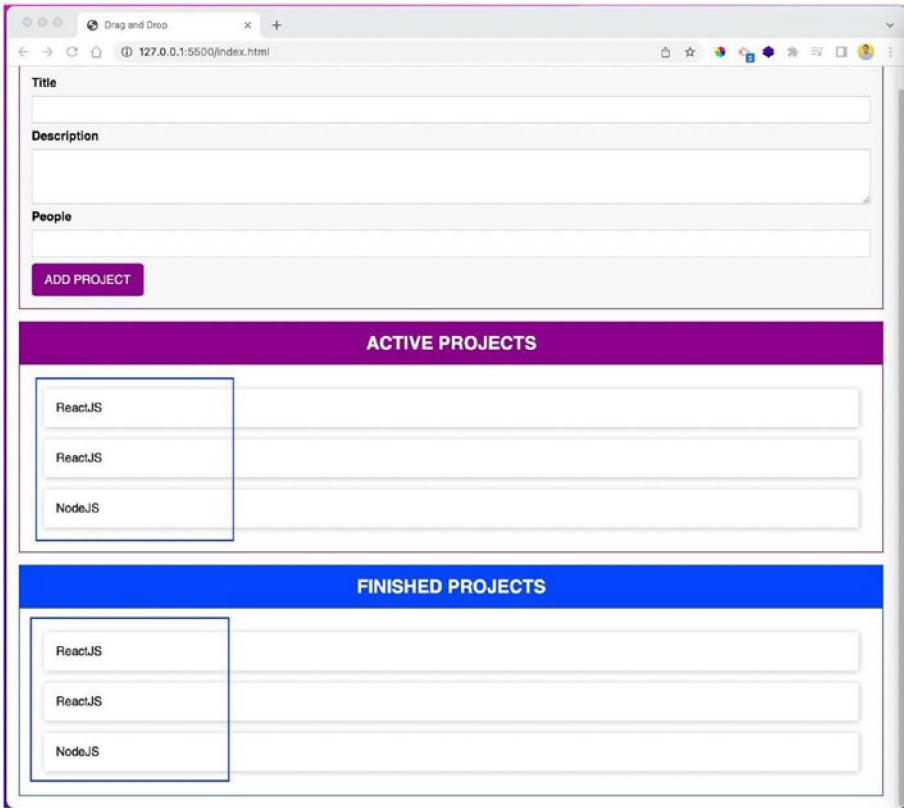 Drag and Drop
127.0.0.1:5500/index.html
Title
Description
People
ADD PROJECT
ACTIVE PROJECTS
ReactJS
ReactJS
NodeJS
FINISHED PROJECTS
ReactJS
ReactJS
NodeJS